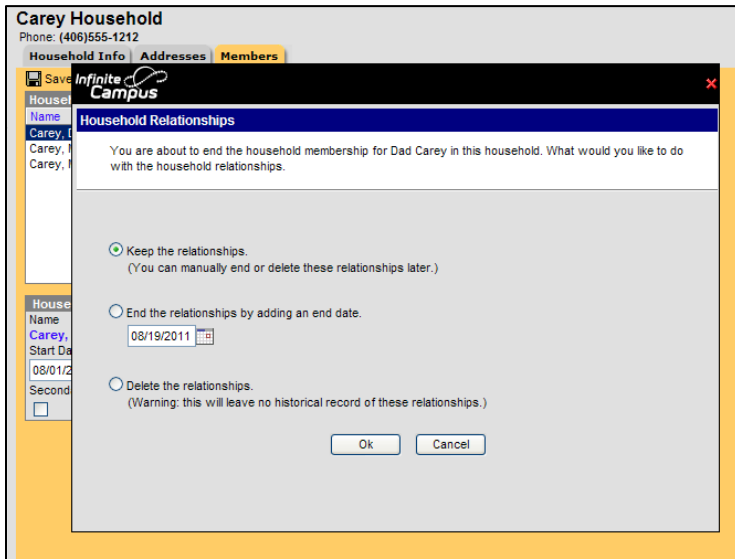 Carey Household
Phone: (406)555-1212
Household Info Addresses Members
Save
Infinite
Campus
Househ
Name
Carey, D
Carey, M
Carey, M
Household Relationships
You are about to end the household membership for Dad Carey in this household. What would you like to do
with the household relationships.
Keep the relationships.
(You can manually end or delete these relationships later.)
End the relationships by adding an end date.
08/19/2011
Delete the relationships.
(Warning: this will leave no historical record of these relationships.)
Ok Cancel
House
Name
Carey,
Start Da
08/01/2
Second